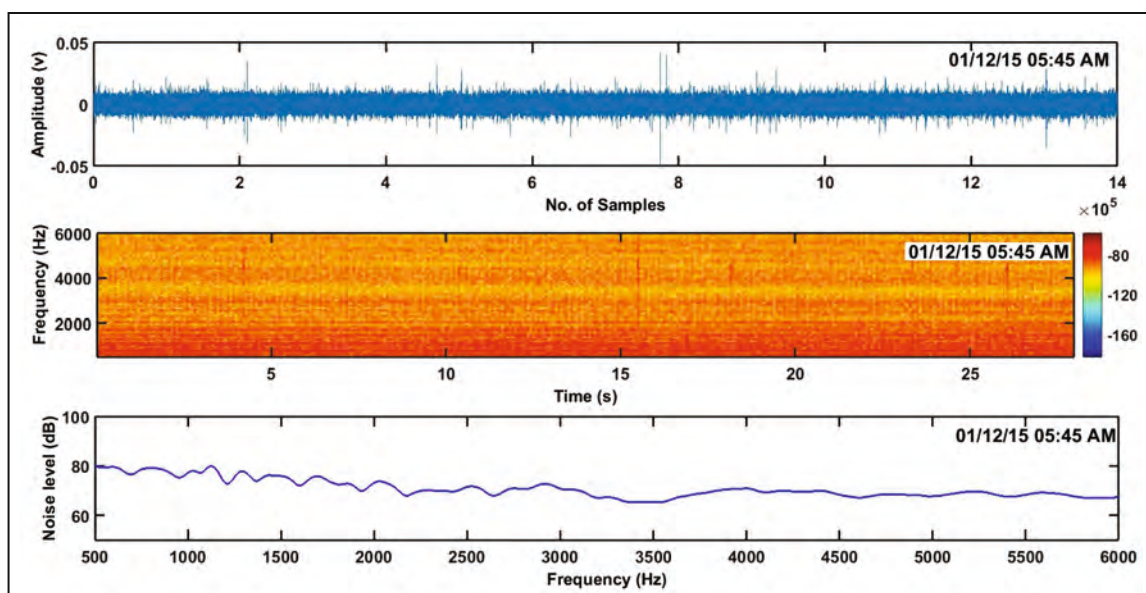 0.05
01/12/15 05:45 AM
Amplitude (v)
0
-0.05
0 2 4 6 8 10 12 14
No. of Samples
×10^5
6000
01/12/15 05:45 AM
Frequency (Hz)
4000
2000
-80
-120
-160
5 10 15 20 25
Time (s)
100
01/12/15 05:45 AM
Noise level (dB)
80
60
500 1000 1500 2000 2500 3000 3500 4000 4500 5000 5500 6000
Frequency (Hz)